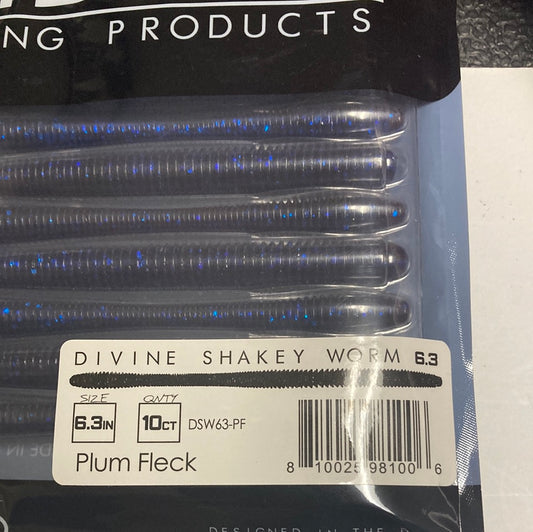 NG PRODUCTS
DIVINE SHAKEY WORM 6.3
SIZE QNTY
6.3IN 10CT DSW63-PF
Plum Fleck
8 10025 98100 6
DESIGNED IN THE